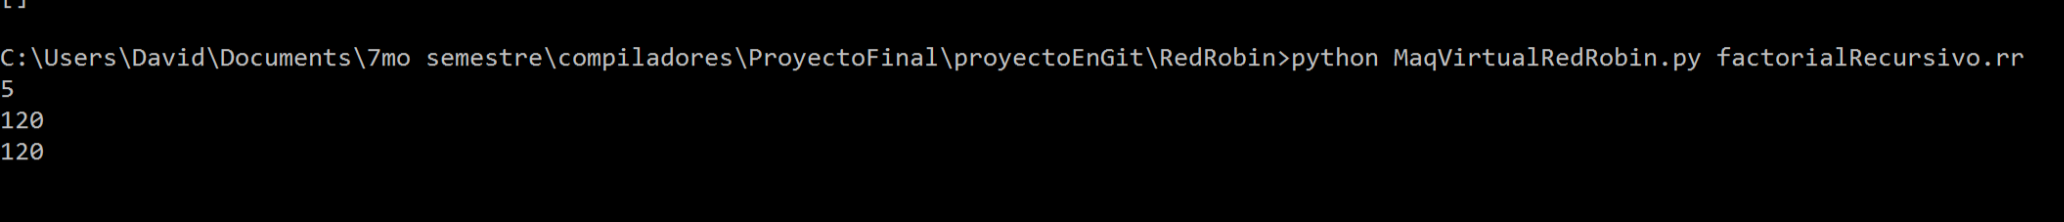 []
C:\Users\David\Documents\7mo semestre\compiladores\ProyectoFinal\proyectoEnGit\RedRobin>python MaqVirtualRedRobin.py factorialRecursivo.rr
5
120
120